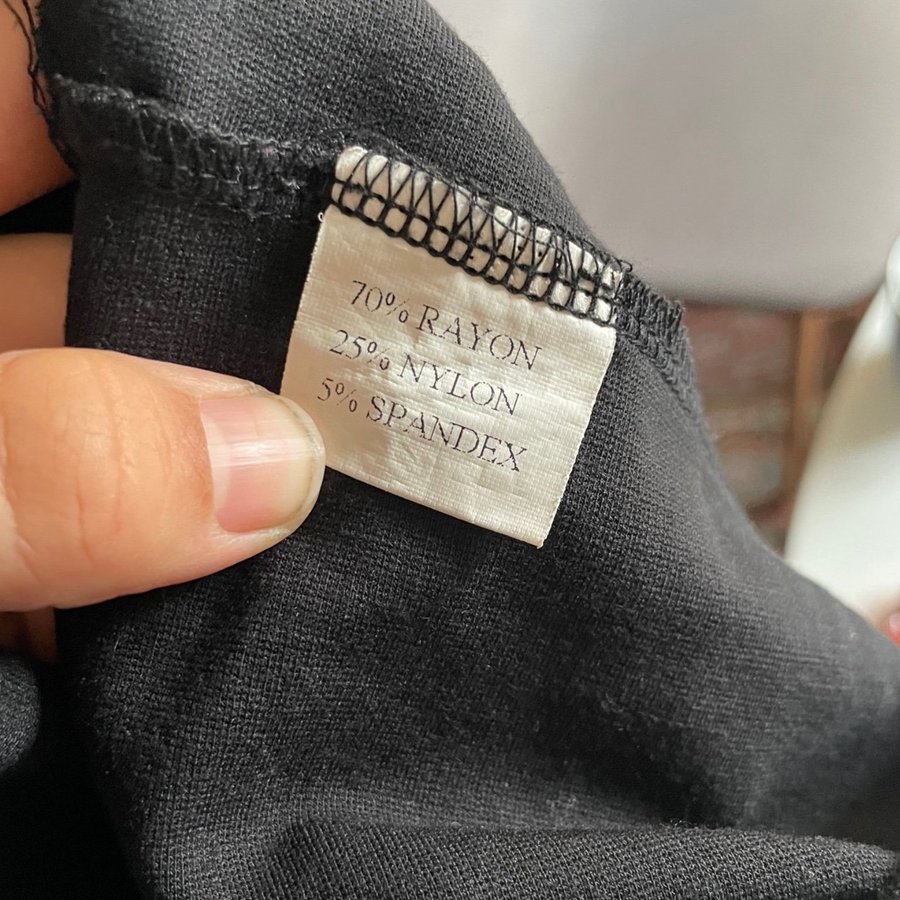 70% RAYON
25% NYLON
5% SPANDEX